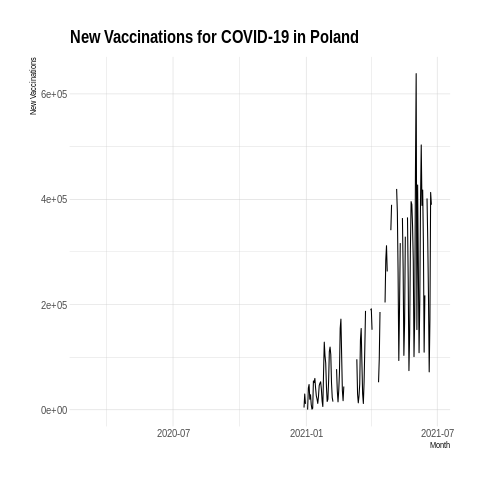 New Vaccinations for COVID-19 in Poland
New Vaccinations
6e+05
4e+05
2e+05
0e+00
2020-07
2021-01
2021-07
Month